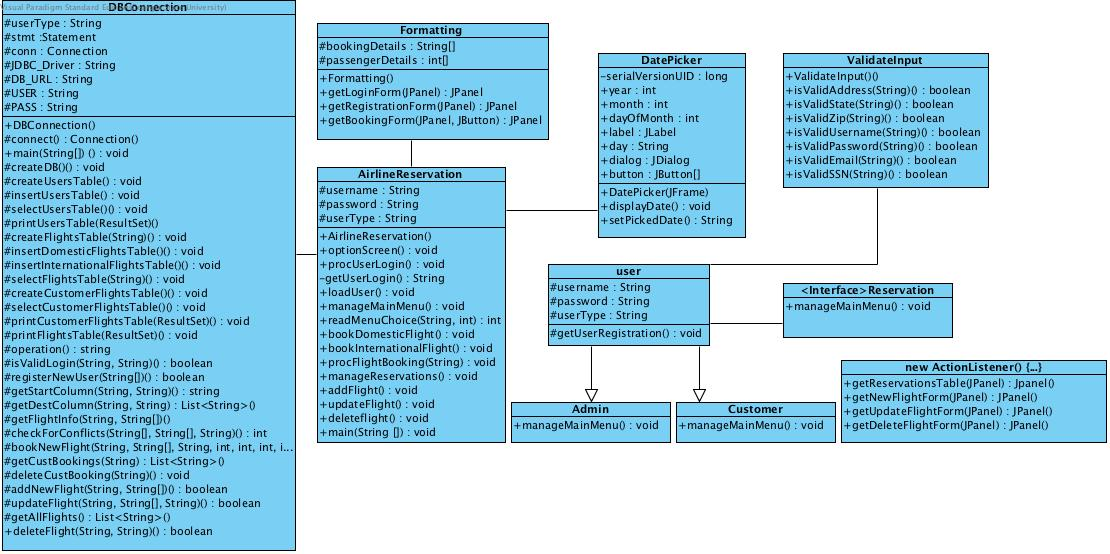 DBConnection
Visual Paradigm Standard Ed University)
#userType : String
#stmt :Statement
#conn : Connection
#JDBC_Driver : String
#DB_URL : String
#USER : String
#PASS : String
+DBConnection()
#connect() : Connection()
+main(String[]) () : void
#createDB()() : void
#createUsersTable() : void
#insertUsersTable() : void
#selectUsersTable()() : void
#printUsersTable(ResultSet)()
#createFlightsTable(String)() : void
#insertDomesticFlightsTable()() : void
#insertInternationalFlightsTable()() : void
#selectFlightsTable(String)() : void
#createCustomerFlightsTable()() : void
#selectCustomerFlightsTable()() : void
#printCustomerFlightsTable(ResultSet)() : void
#printFlightsTable(ResultSet)() : void
#operation() : string
#isValidLogin(String, String)() : boolean
#registerNewUser(String[])() : boolean
#getStartColumn(String, String)() : string
#getDestColumn(String, String) : List<String>()
#getFlightInfo(String, String[])()
#checkForConflicts(String[], String[], String)() : int
#bookNewFlight(String, String[], String, int, int, int, i...
#getCustBookings(String) : List<String>()
#deleteCustBooking(String)() : void
#addNewFlight(String, String[])() : boolean
#updateFlight(String, String[], String)() : boolean
#getAllFlights() : List<String>()
+deleteFlight(String, String)() : boolean
Formatting
#bookingDetails : String[]
#passengerDetails : int[]
+Formatting()
+getLoginForm(JPanel) : JPanel
+getRegistrationForm(JPanel) : JPanel
+getBookingForm(JPanel, JButton) : JPanel
AirlineReservation
#username : String
#password : String
#userType : String
+AirlineReservation()
+optionScreen() : void
+procUserLogin() : void
-getUserLogin() : String
+loadUser() : void
+manageMainMenu() : void
+readMenuChoice(String, int) : int
+bookDomesticFlight() : void
+bookInternationalFlight() : void
+procFlightBooking(String) : void
+manageReservations() : void
+addFlight() : void
+updateFlight() : void
+deleteflight() : void
+main(String []) : void
DatePicker
-serialVersionUID : long
+year : int
+month : int
+dayOfMonth : int
+label : JLabel
+day : String
+dialog : JDialog
+button : JButton[]
+DatePicker(JFrame)
+displayDate() : void
+setPickedDate() : String
ValidateInput
+ValidateInput()()
+isValidAddress(String)() : boolean
+isValidState(String)() : boolean
+isValidZip(String)() : boolean
+isValidUsername(String)() : boolean
+isValidPassword(String)() : boolean
+isValidEmail(String)() : boolean
+isValidSSN(String)() : boolean
user
#username : String
#password : String
#userType : String
#getUserRegistration() : void
<Interface>Reservation
+manageMainMenu() : void
Admin
+manageMainMenu() : void
Customer
+manageMainMenu() : void
new ActionListener() {...}
+getReservationsTable(JPanel) : Jpanel()
+getNewFlightForm(JPanel) : JPanel()
+getUpdateFlightForm(JPanel) : JPanel()
+getDeleteFlightForm(JPanel) : JPanel()